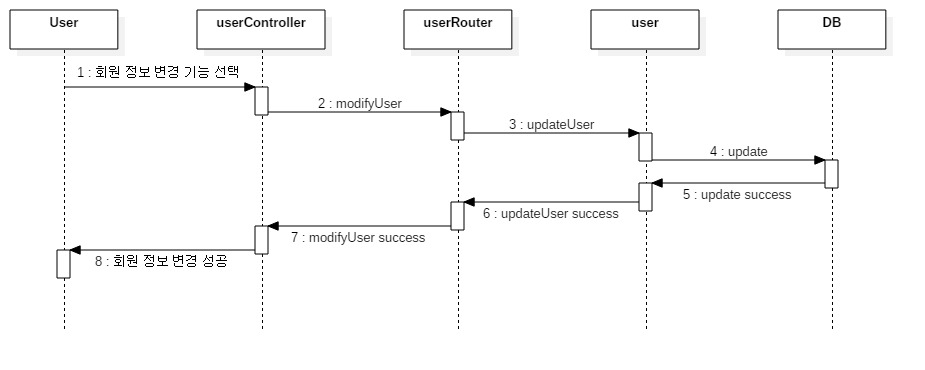 User
userController
userRouter
user
DB
1 : 회원 정보 변경 기능 선택
2 : modifyUser
3 : updateUser
4 : update
5 : update success
6 : updateUser success
7 : modifyUser success
8 : 회원 정보 변경 성공